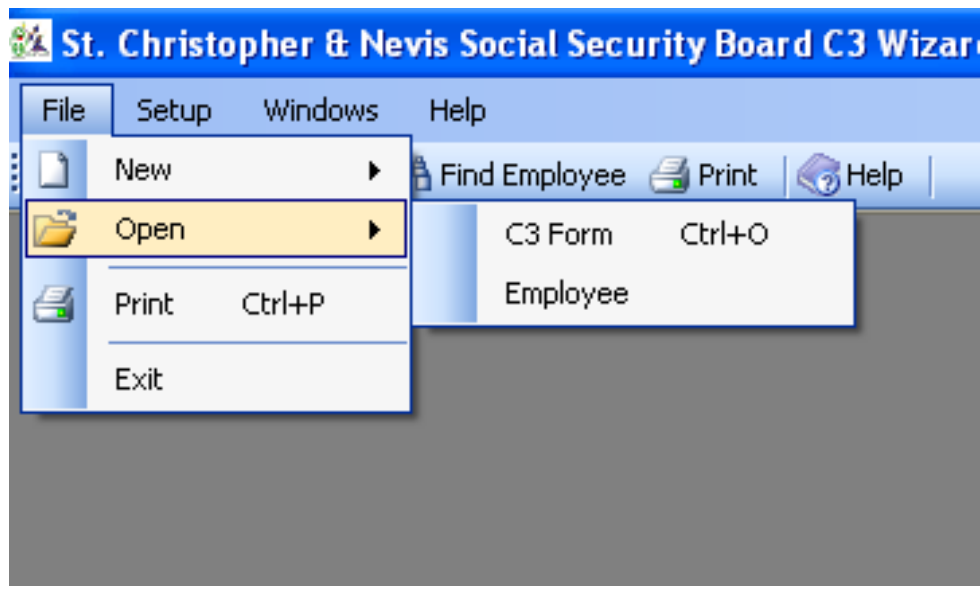 St. Christopher & Nevis Social Security Board C3 Wizar
File Setup Windows Help
New Find Employee Print Help
Open C3 Form Ctrl+O
Employee
Print Ctrl+P
Exit